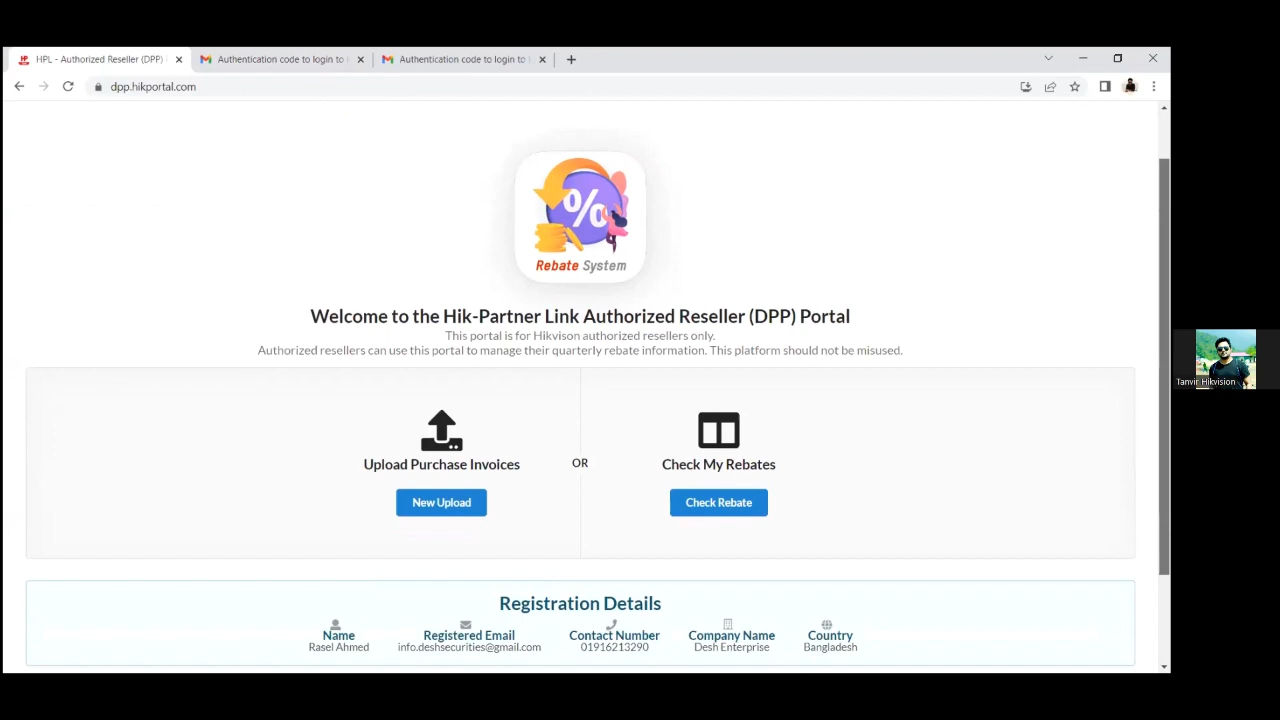 HPL - Authorized Reseller (DPP)
Authentication code to login to
Authentication code to login to
dpp.hikportal.com
%
Rebate System
Welcome to the Hik-Partner Link Authorized Reseller (DPP) Portal
This portal is for Hikvison authorized resellers only.
Authorized resellers can use this portal to manage their quarterly rebate information. This platform should not be misused.
Tanvir Hikvision
Upload Purchase Invoices
OR
Check My Rebates
New Upload
Check Rebate
Registration Details
Name
Registered Email
Contact Number
Company Name
Country
Rasel Ahmed
info.deshsecurities@gmail.com
01916213290
Desh Enterprise
Bangladesh